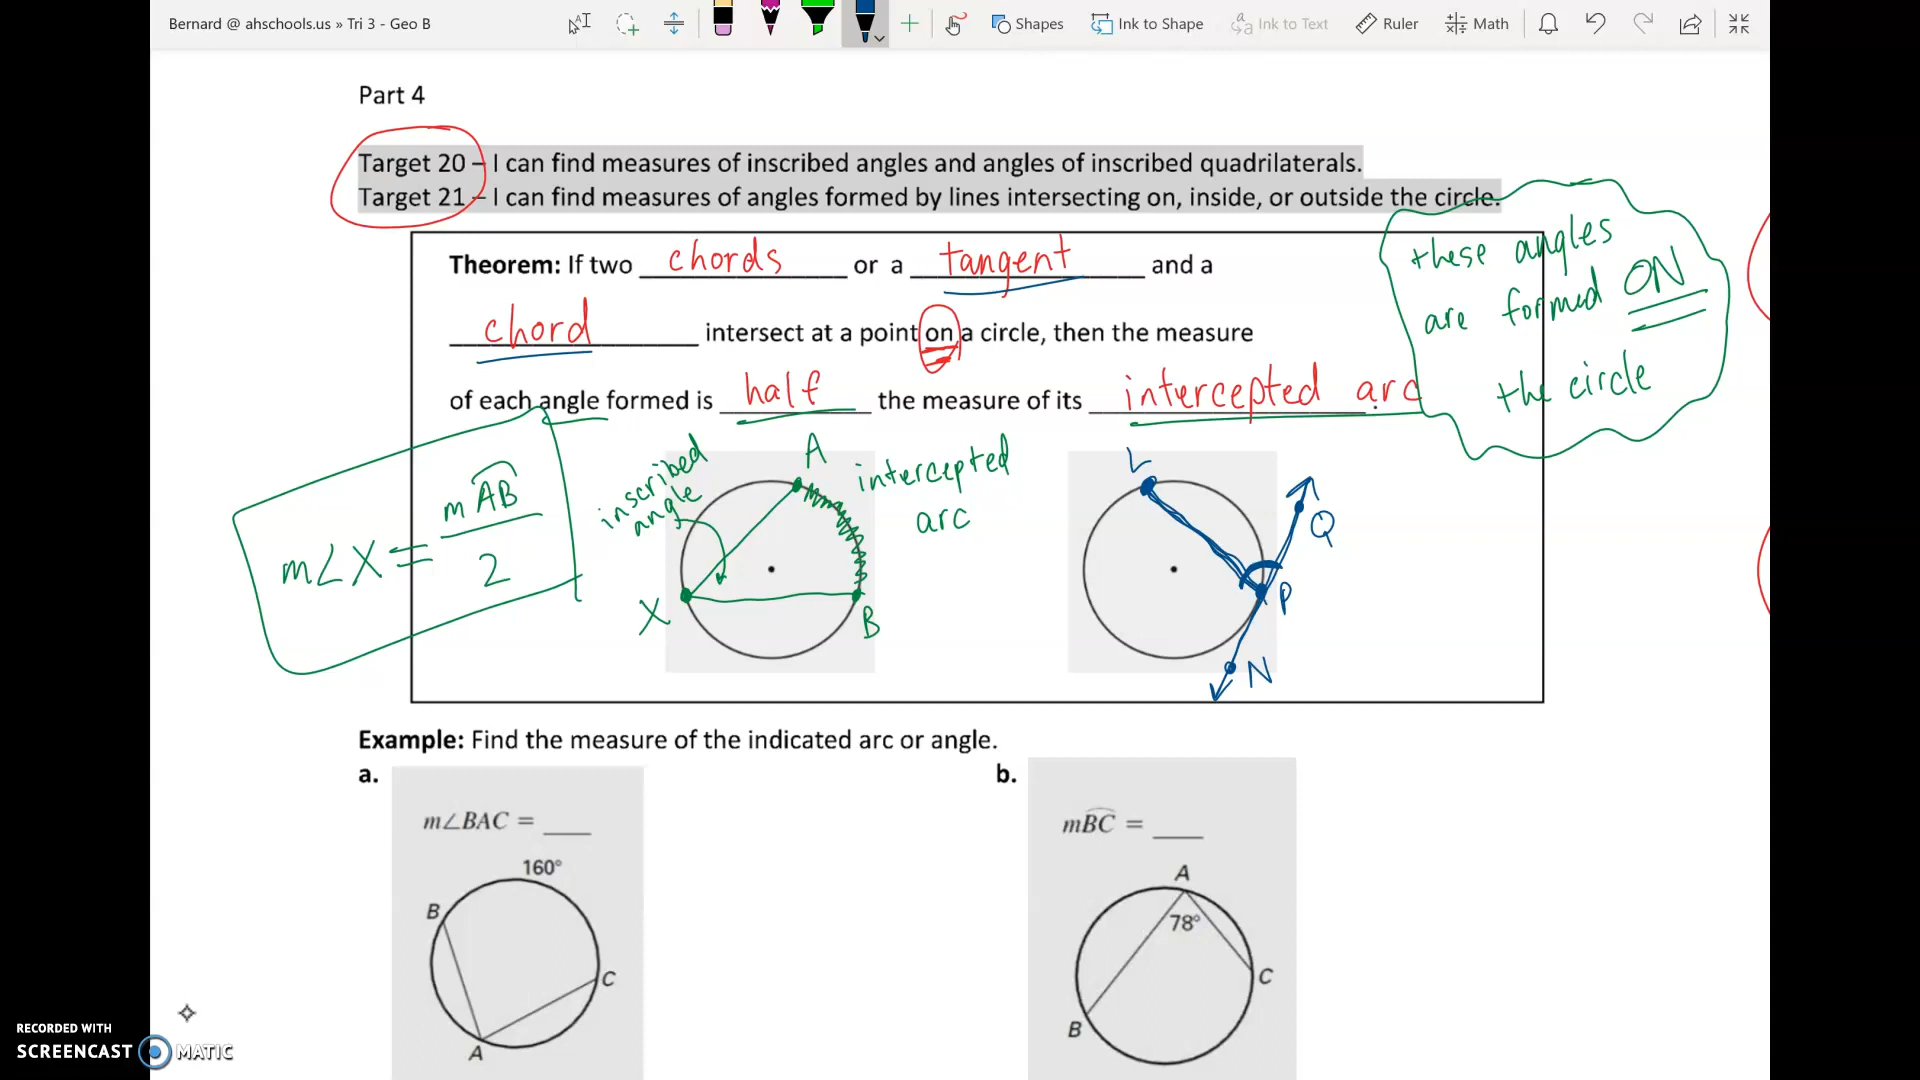 Bernard @ ahschools.us » Tri 3 - Geo B
Shapes
Ink to Shape
Ink to Text
Ruler
Math
Part 4
Target 20 – I can find measures of inscribed angles and angles of inscribed quadrilaterals.
Target 21 – I can find measures of angles formed by lines intersecting on, inside, or outside the circle.
Theorem: If two chords or a tangent and a
chord intersect at a point on a circle, then the measure
of each angle formed is half the measure of its intercepted arc.
these angles
are formed ON
the circle
m∠X = mAB / 2
inscribed
angle
A
intercepted
arc
X
B
L
Q
P
N
Example: Find the measure of the indicated arc or angle.
a.
m∠BAC = ____
160°
B
C
A
b.
mBC = ____
A
78°
C
B
RECORDED WITH
SCREENCAST MATIC